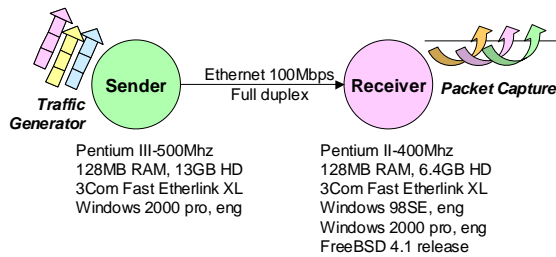 Sender
Ethernet 100Mbps
Full duplex
Receiver
Traffic
Generator
Packet Capture
Pentium III-500Mhz
128MB RAM, 13GB HD
3Com Fast Etherlink XL
Windows 2000 pro, eng
Pentium II-400Mhz
128MB RAM, 6.4GB HD
3Com Fast Etherlink XL
Windows 98SE, eng
Windows 2000 pro, eng
FreeBSD 4.1 release